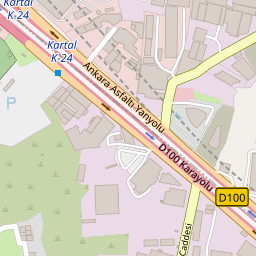 Kartal
K-24
Kartal
K-24
Ankara Asfaltı Yanyolu
P
D100 Karayolu
D100
Caddesi